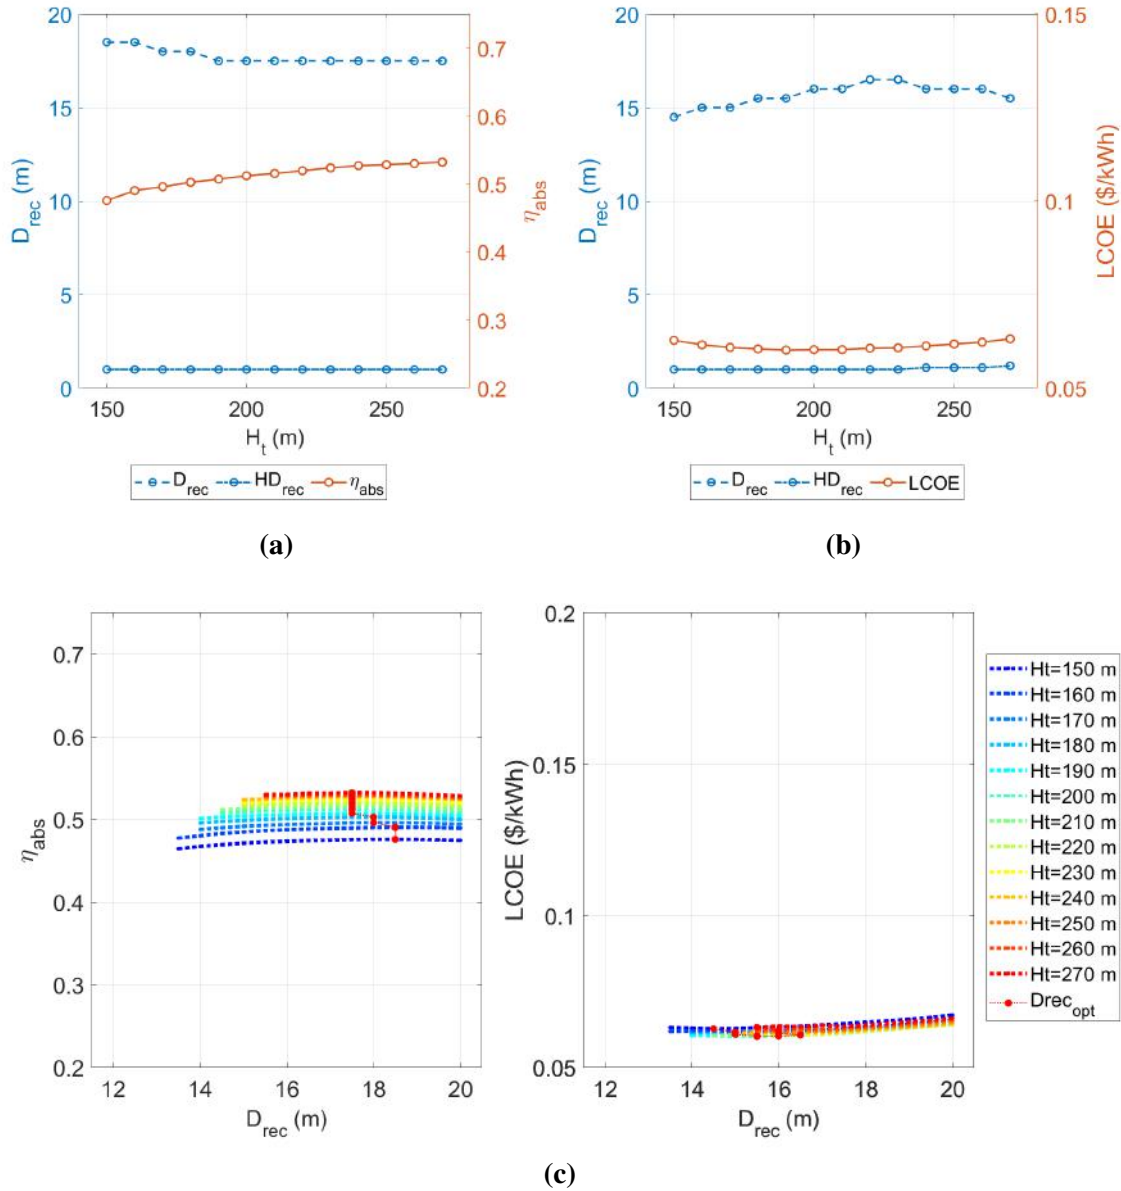 20
15
10
5
0
D_rec (m)
0.7
0.6
0.5
0.4
0.3
0.2
η_abs
150 200 250
H_t (m)
D_rec HD_rec η_abs
(a)
20
15
10
5
0
D_rec (m)
0.15
0.1
0.05
LCOE ($/kWh)
150 200 250
H_t (m)
D_rec HD_rec LCOE
(b)
0.7
0.6
0.5
0.4
0.3
0.2
η_abs
12 14 16 18 20
D_rec (m)
0.2
0.15
0.1
0.05
LCOE ($/kWh)
12 14 16 18 20
D_rec (m)
Ht=150 m
Ht=160 m
Ht=170 m
Ht=180 m
Ht=190 m
Ht=200 m
Ht=210 m
Ht=220 m
Ht=230 m
Ht=240 m
Ht=250 m
Ht=260 m
Ht=270 m
Drec_opt
(c)